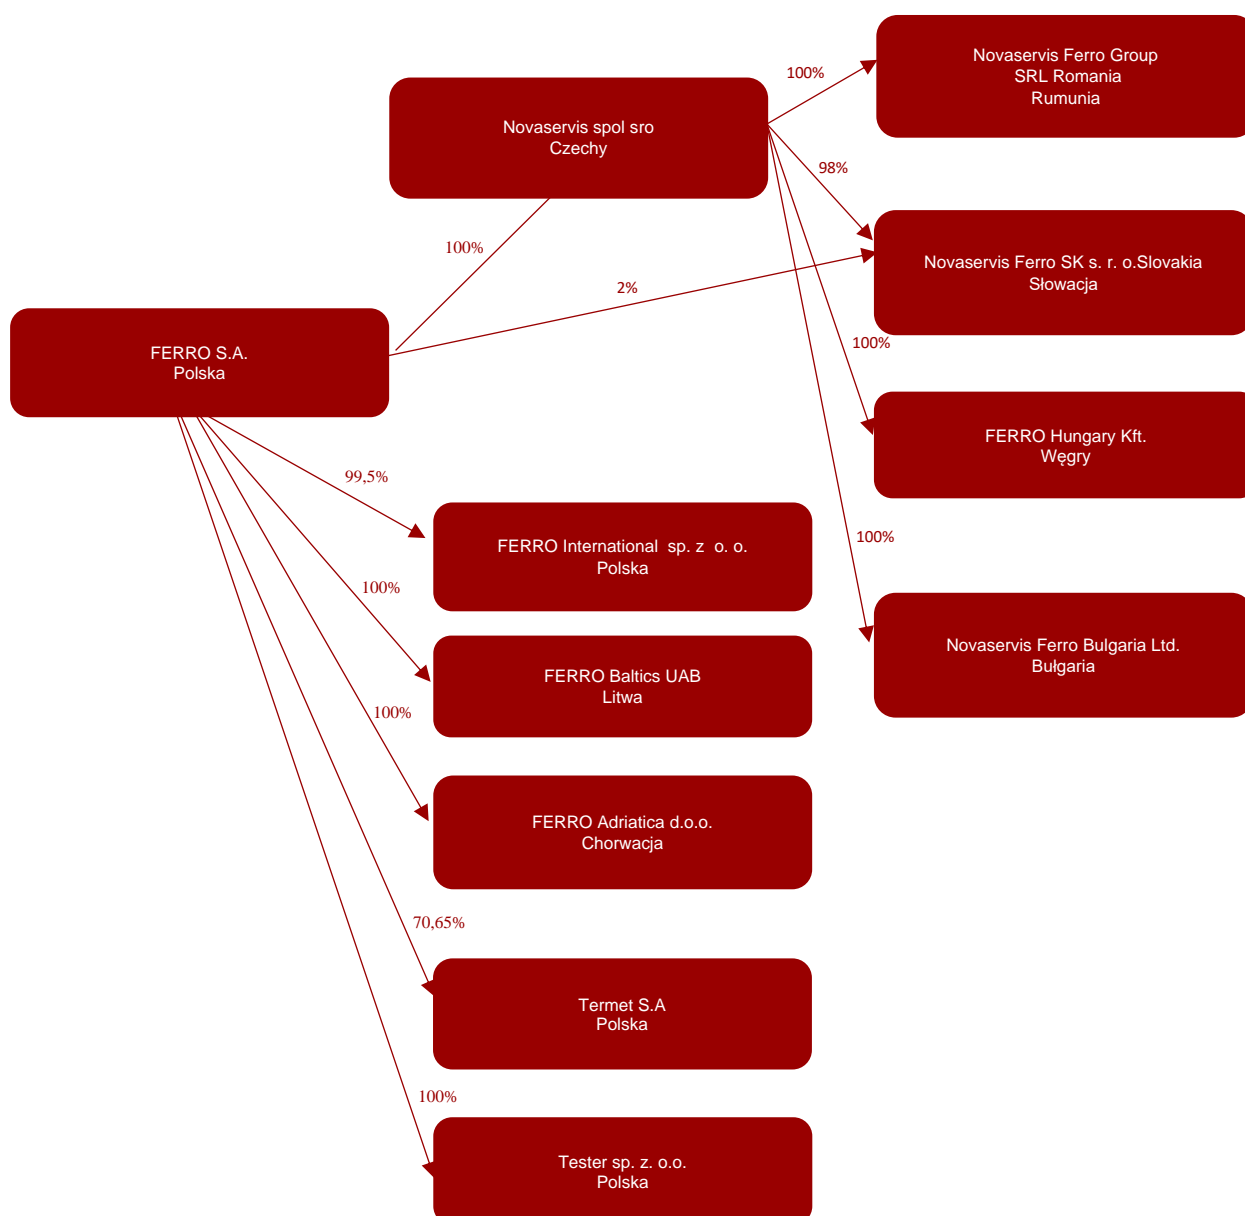 Novaservis Ferro Group
SRL Romania
Rumunia
100%
Novaservis spol sro
Czechy
98%
100%
Novaservis Ferro SK s. r. o.Slovakia
Słowacja
2%
FERRO S.A.
Polska
100%
FERRO Hungary Kft.
Węgry
99,5%
100%
FERRO International  sp. z  o. o.
Polska
100%
Novaservis Ferro Bulgaria Ltd.
Bułgaria
FERRO Baltics UAB
Litwa
100%
FERRO Adriatica d.o.o.
Chorwacja
70,65%
Termet S.A
Polska
100%
Tester sp. z. o.o.
Polska